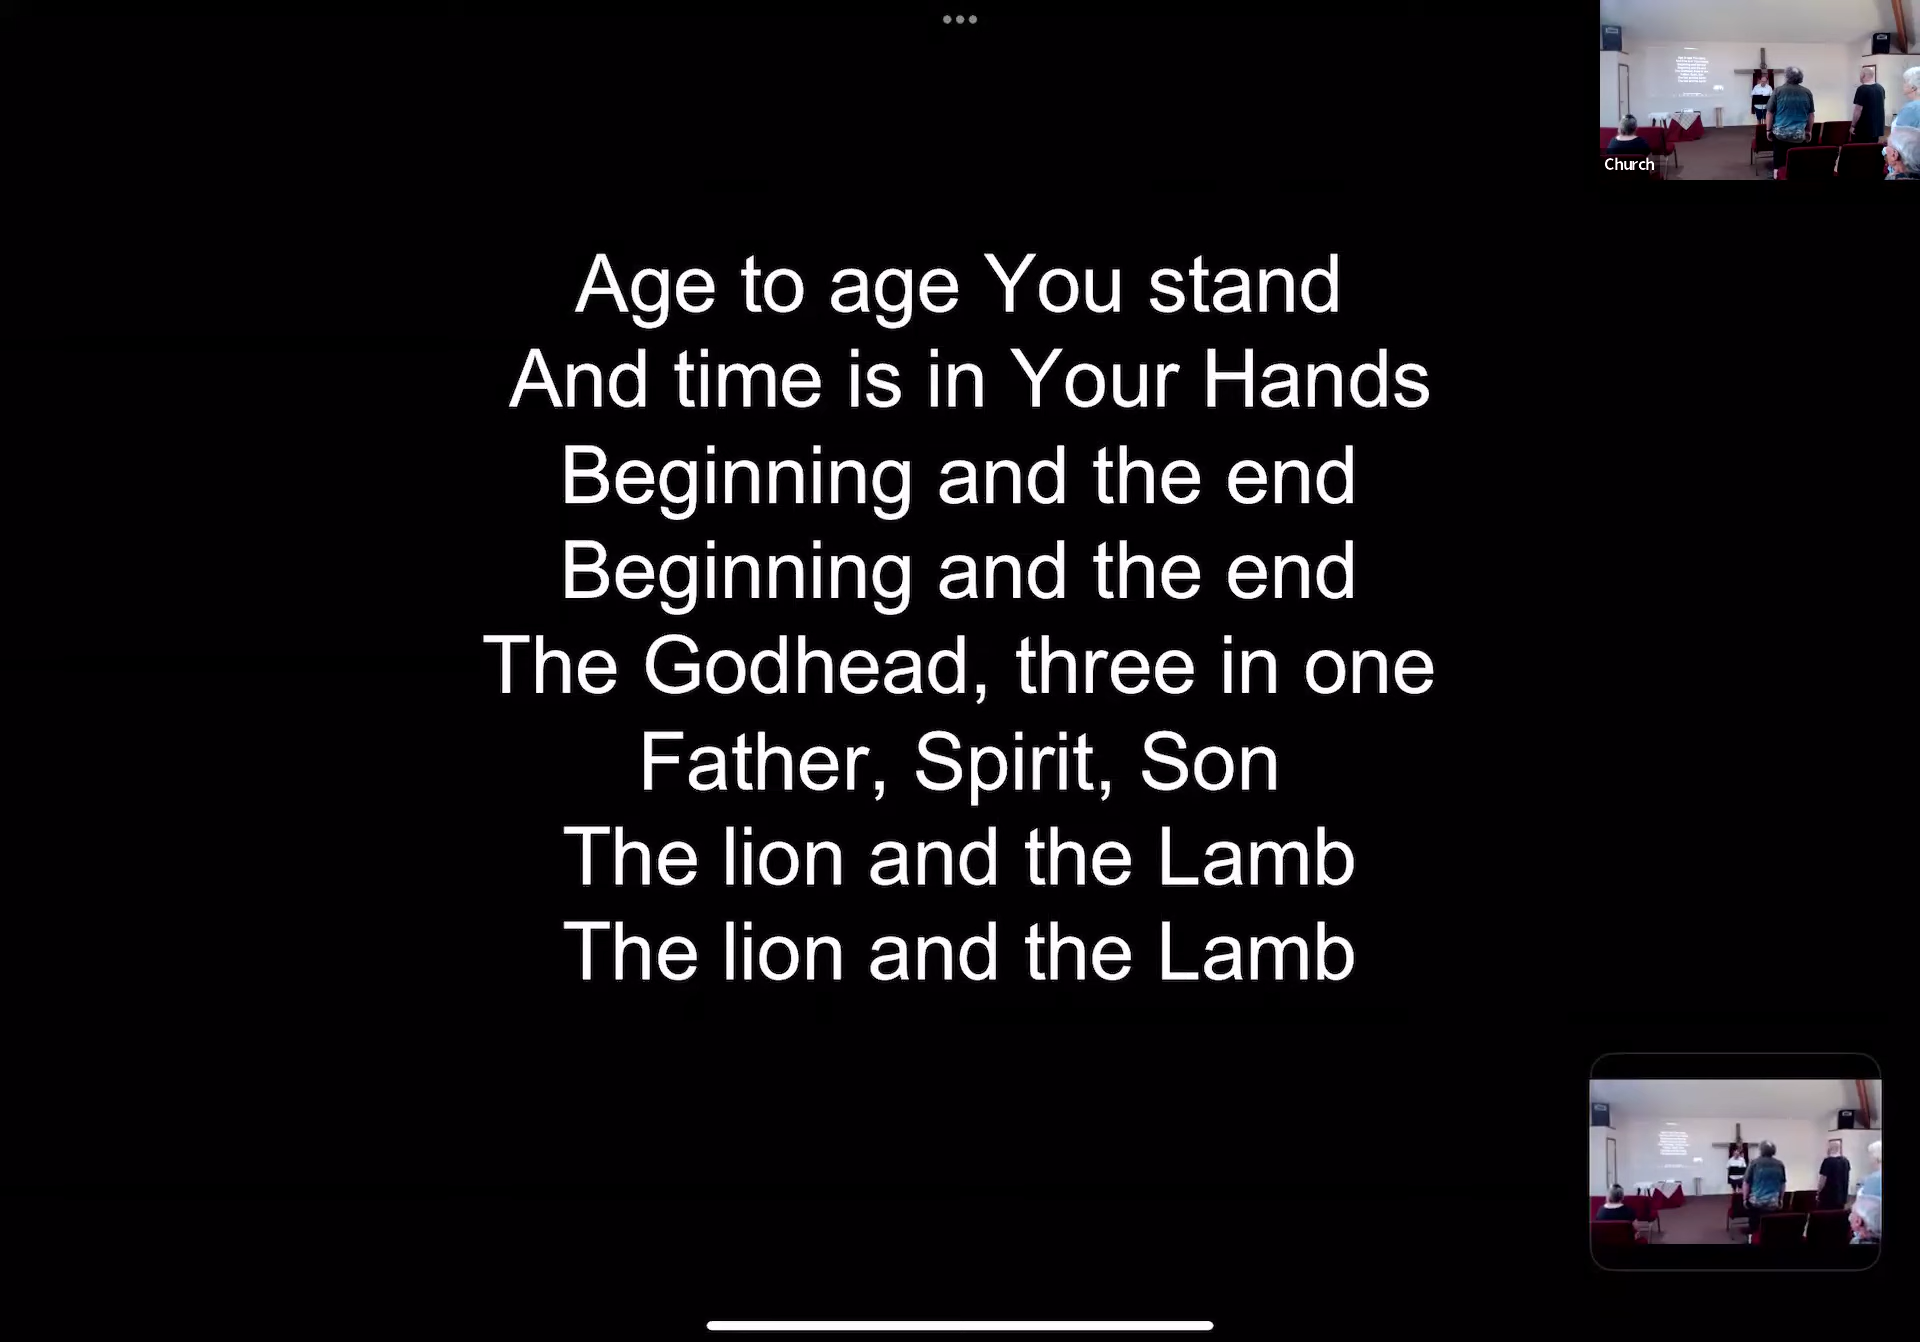 Age to age You stand
And time is in Your Hands
Beginning and the end
Beginning and the end
The Godhead, three in one
Father, Spirit, Son
The lion and the Lamb
The lion and the Lamb
Church